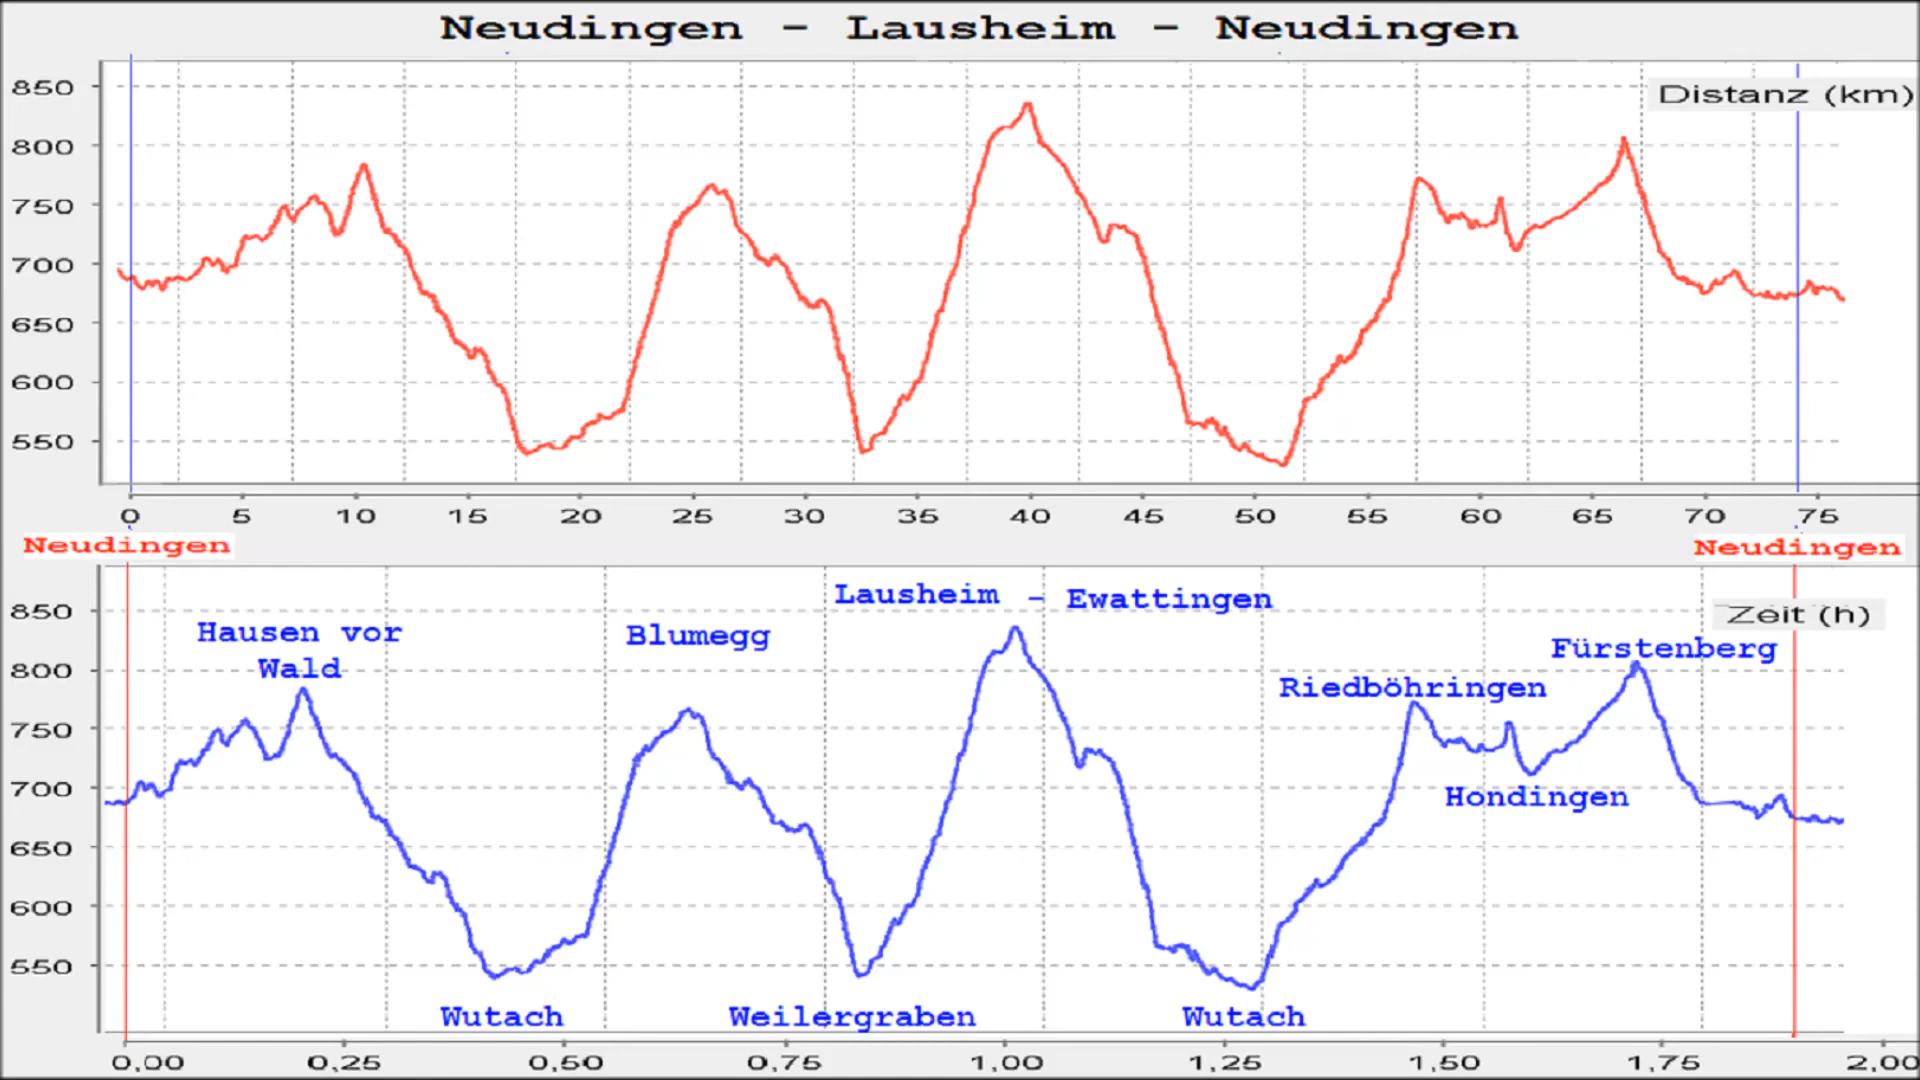 Neudingen - Lausheim - Neudingen
850
Distanz (km)
800
750
700
650
600
550
0 5 10 15 20 25 30 35 40 45 50 55 60 65 70 75
Neudingen Neudingen
Lausheim - Ewattingen
850
Zeit (h)
Hausen vor
Wald
Blumegg
Fürstenberg
800
Riedböhringen
750
700
Hondingen
650
600
550
Wutach Weilergraben Wutach
0,00 0,25 0,50 0,75 1,00 1,25 1,50 1,75 2,00